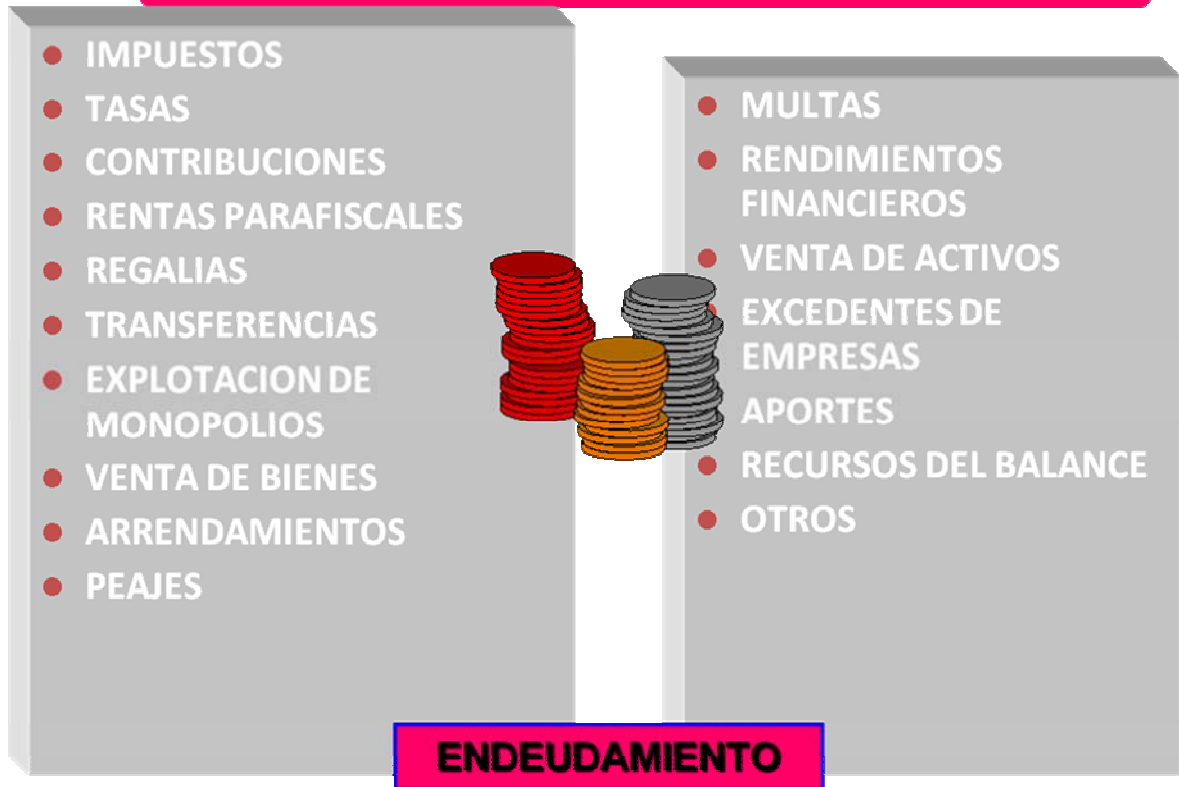 IMPUESTOS
TASAS
CONTRIBUCIONES
RENTAS PARAFISCALES
REGALIAS
TRANSFERENCIAS
EXPLOTACION DE
MONOPOLIOS
VENTA DE BIENES
ARRENDAMIENTOS
PEAJES
MULTAS
RENDIMIENTOS
FINANCIEROS
VENTA DE ACTIVOS
EXCEDENTES DE
EMPRESAS
APORTES
RECURSOS DEL BALANCE
OTROS
ENDEUDAMIENTO